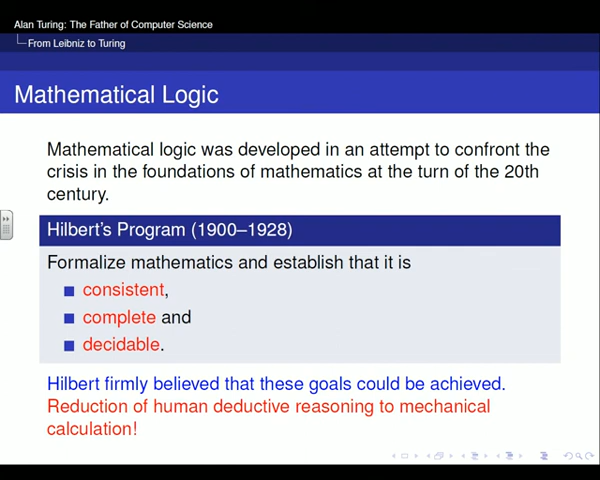 Alan Turing: The Father of Computer Science
From Leibniz to Turing
Mathematical Logic
Mathematical logic was developed in an attempt to confront the
crisis in the foundations of mathematics at the turn of the 20th
century.
Hilbert's Program (1900–1928)
Formalize mathematics and establish that it is
consistent,
complete and
decidable.
Hilbert firmly believed that these goals could be achieved.
Reduction of human deductive reasoning to mechanical
calculation!